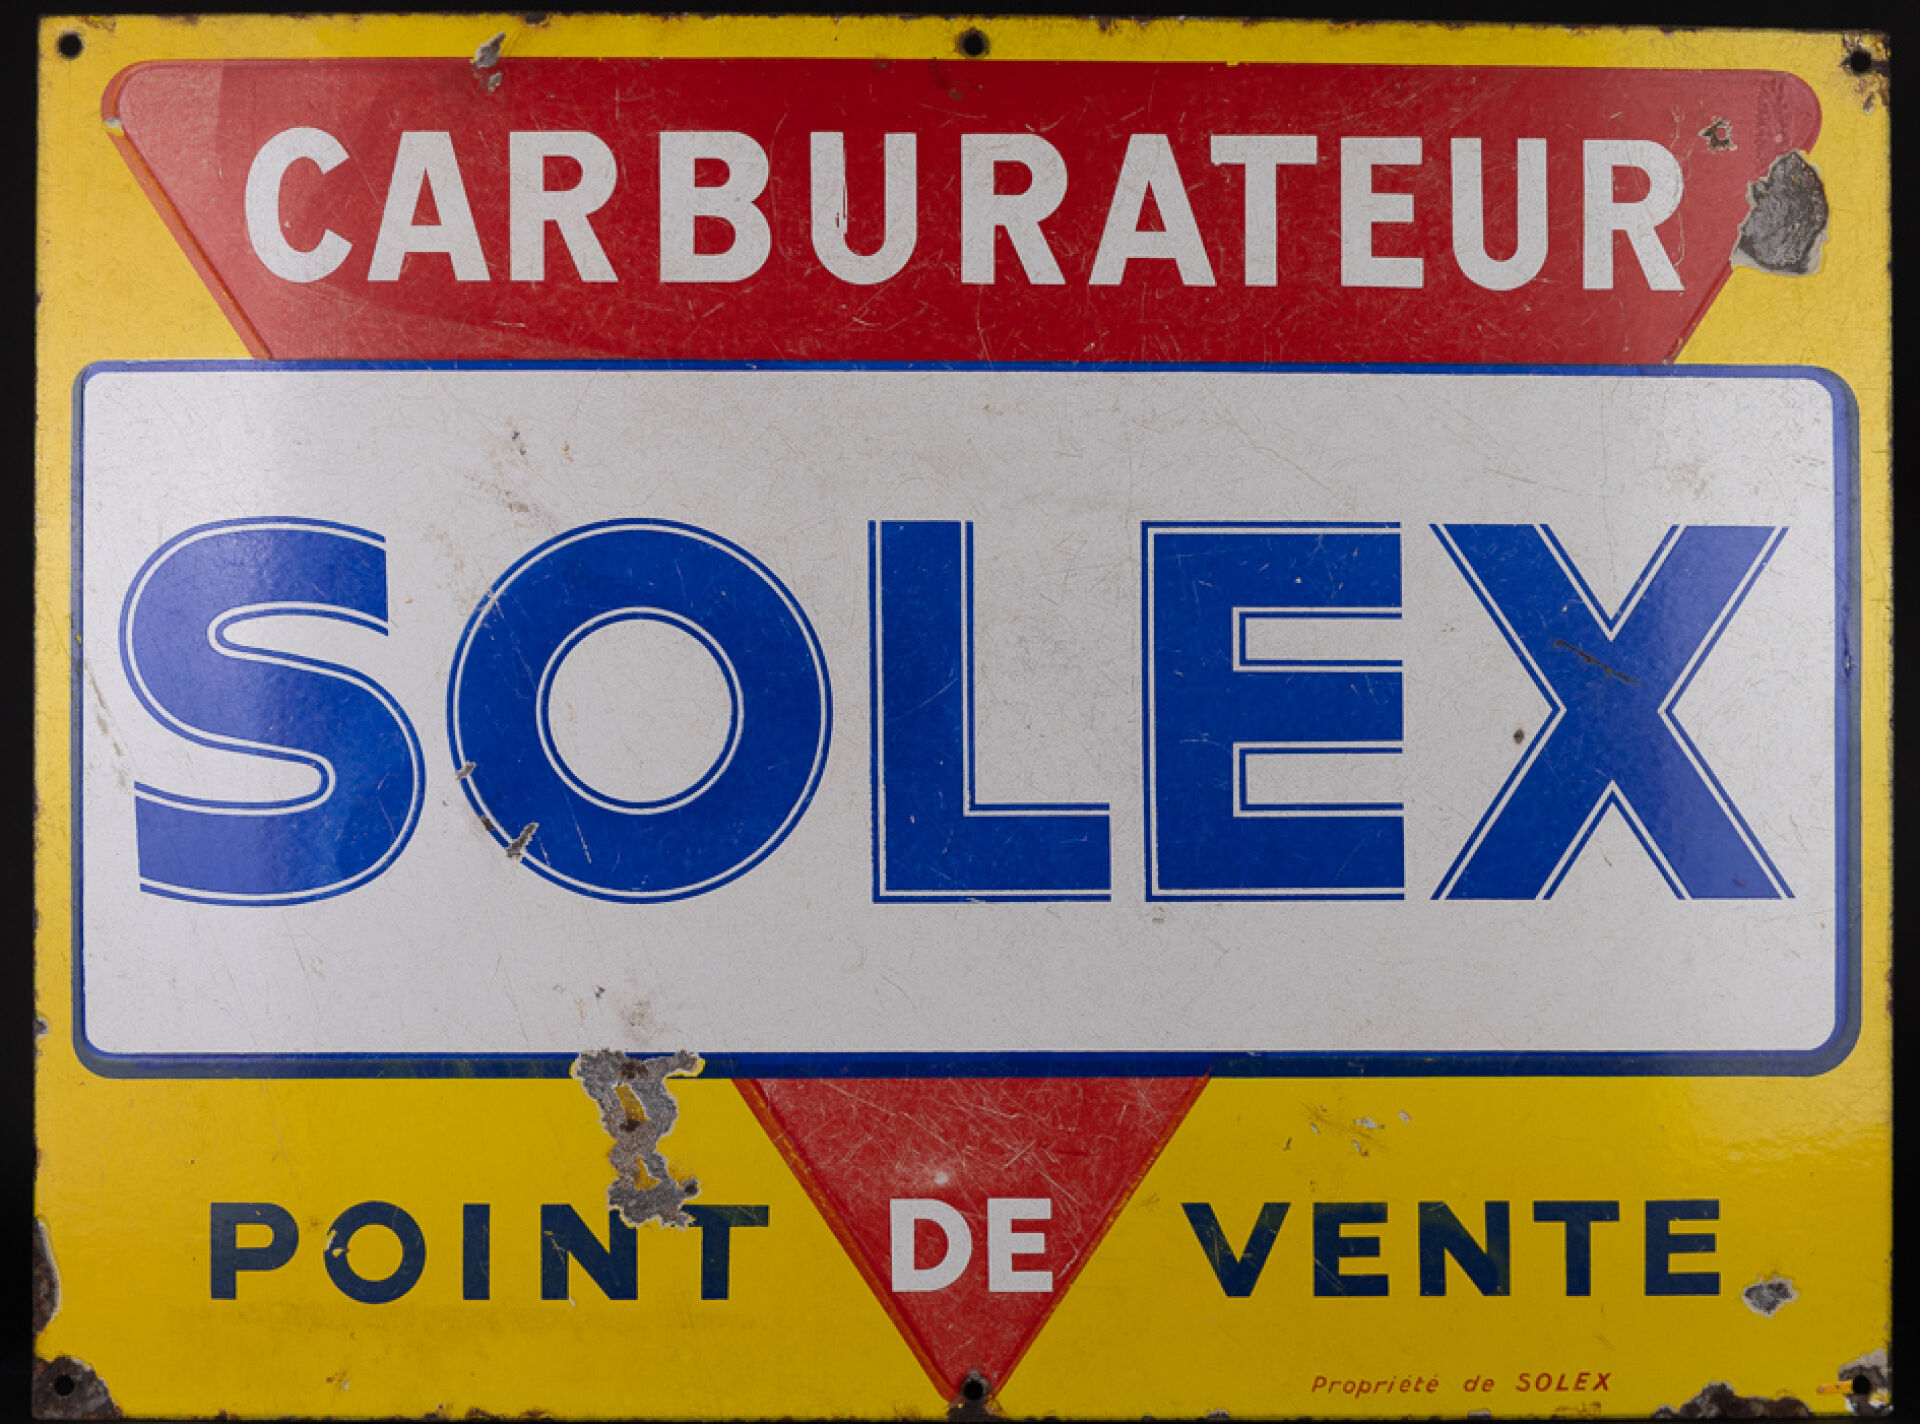 CARBURATEUR
SOLEX
POINT DE VENTE
Propriété de SOLEX